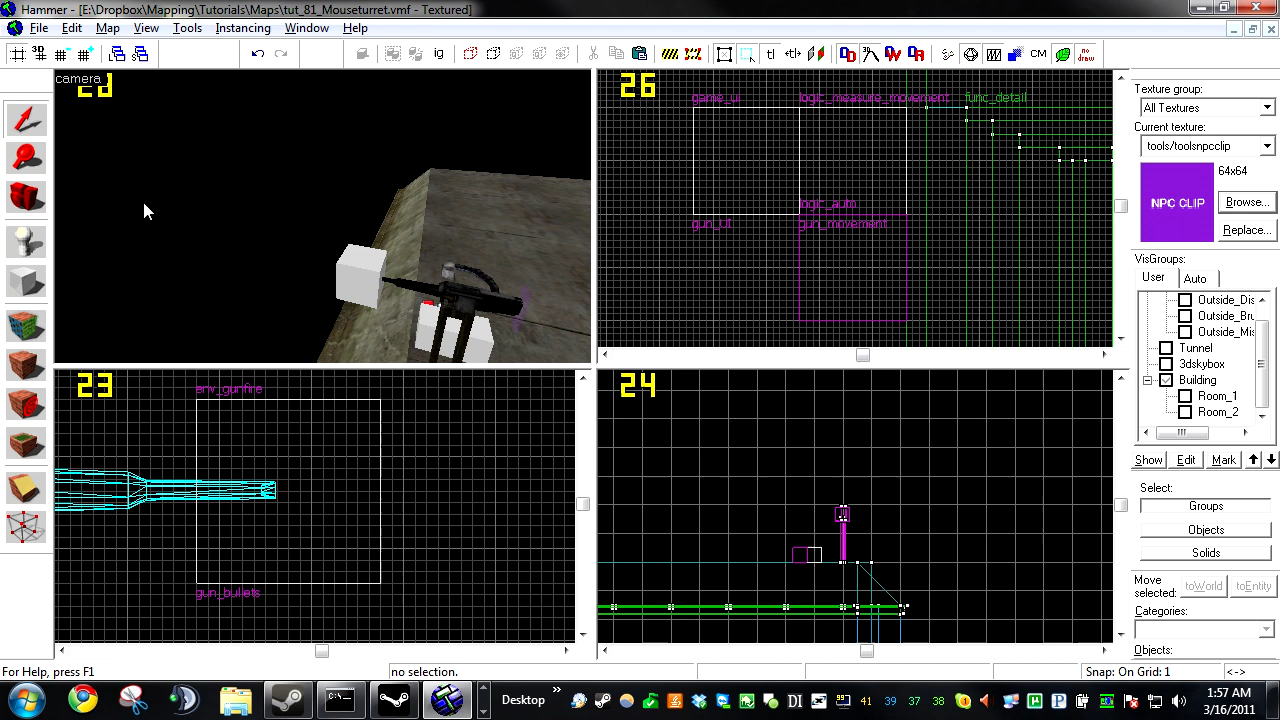 Hammer - [E:\Dropbox\Mapping\Tutorials\Maps\tut_81_Mouseturret.vmf - Textured]
File Edit Map View Tools Instancing Window Help
camera
26
game_ui logic_measure_movement func_detail
logic_auto
gun_UI gun_movement
23
env_gunfire
gun_bullets
24
Texture group:
All Textures
Current texture:
tools/toolsnpcclip
NPC CLIP
64x64
Browse...
Replace...
VisGroups:
User Auto
Tunnel
3dskybox
Building
Room_1
Room_2
Show Edit Mark
Select:
Groups
Objects
Solids
Move selected: toWorld toEntity
Categories:
Objects:
For Help, press F1 no selection. Snap: On Grid: 1 <->
Desktop
1:57 AM
3/16/2011